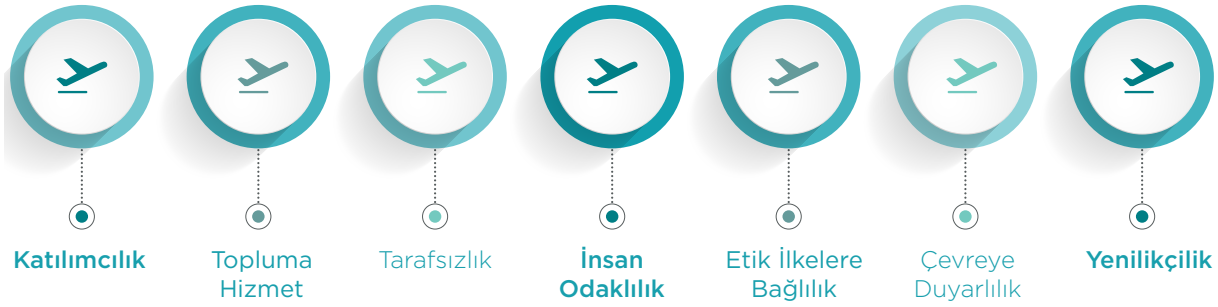 Katılımcılık
Topluma
Hizmet
Tarafsızlık
İnsan
Odaklılık
Etik İlkelere
Bağlılık
Çevreye
Duyarlılık
Yenilikçilik